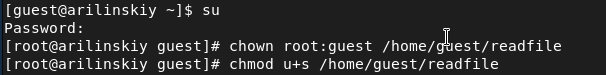 [guest@arilinskiy ~]$ su
Password:
[root@arilinskiy guest]# chown root:guest /home/guest/readfile
[root@arilinskiy guest]# chmod u+s /home/guest/readfile